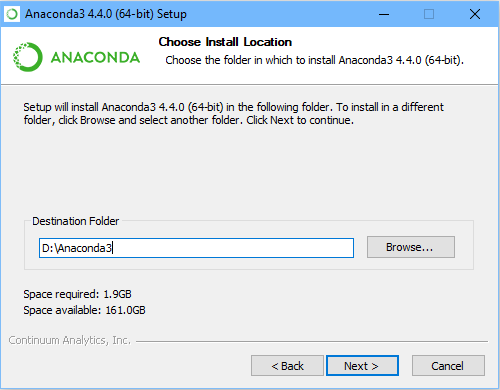 Anaconda3 4.4.0 (64-bit) Setup
Choose Install Location
Choose the folder in which to install Anaconda3 4.4.0 (64-bit).
ANACONDA
Setup will install Anaconda3 4.4.0 (64-bit) in the following folder. To install in a different
folder, click Browse and select another folder. Click Next to continue.
Destination Folder
D:\Anaconda3
Browse...
Space required: 1.9GB
Space available: 161.0GB
Continuum Analytics, Inc.
< Back
Next >
Cancel